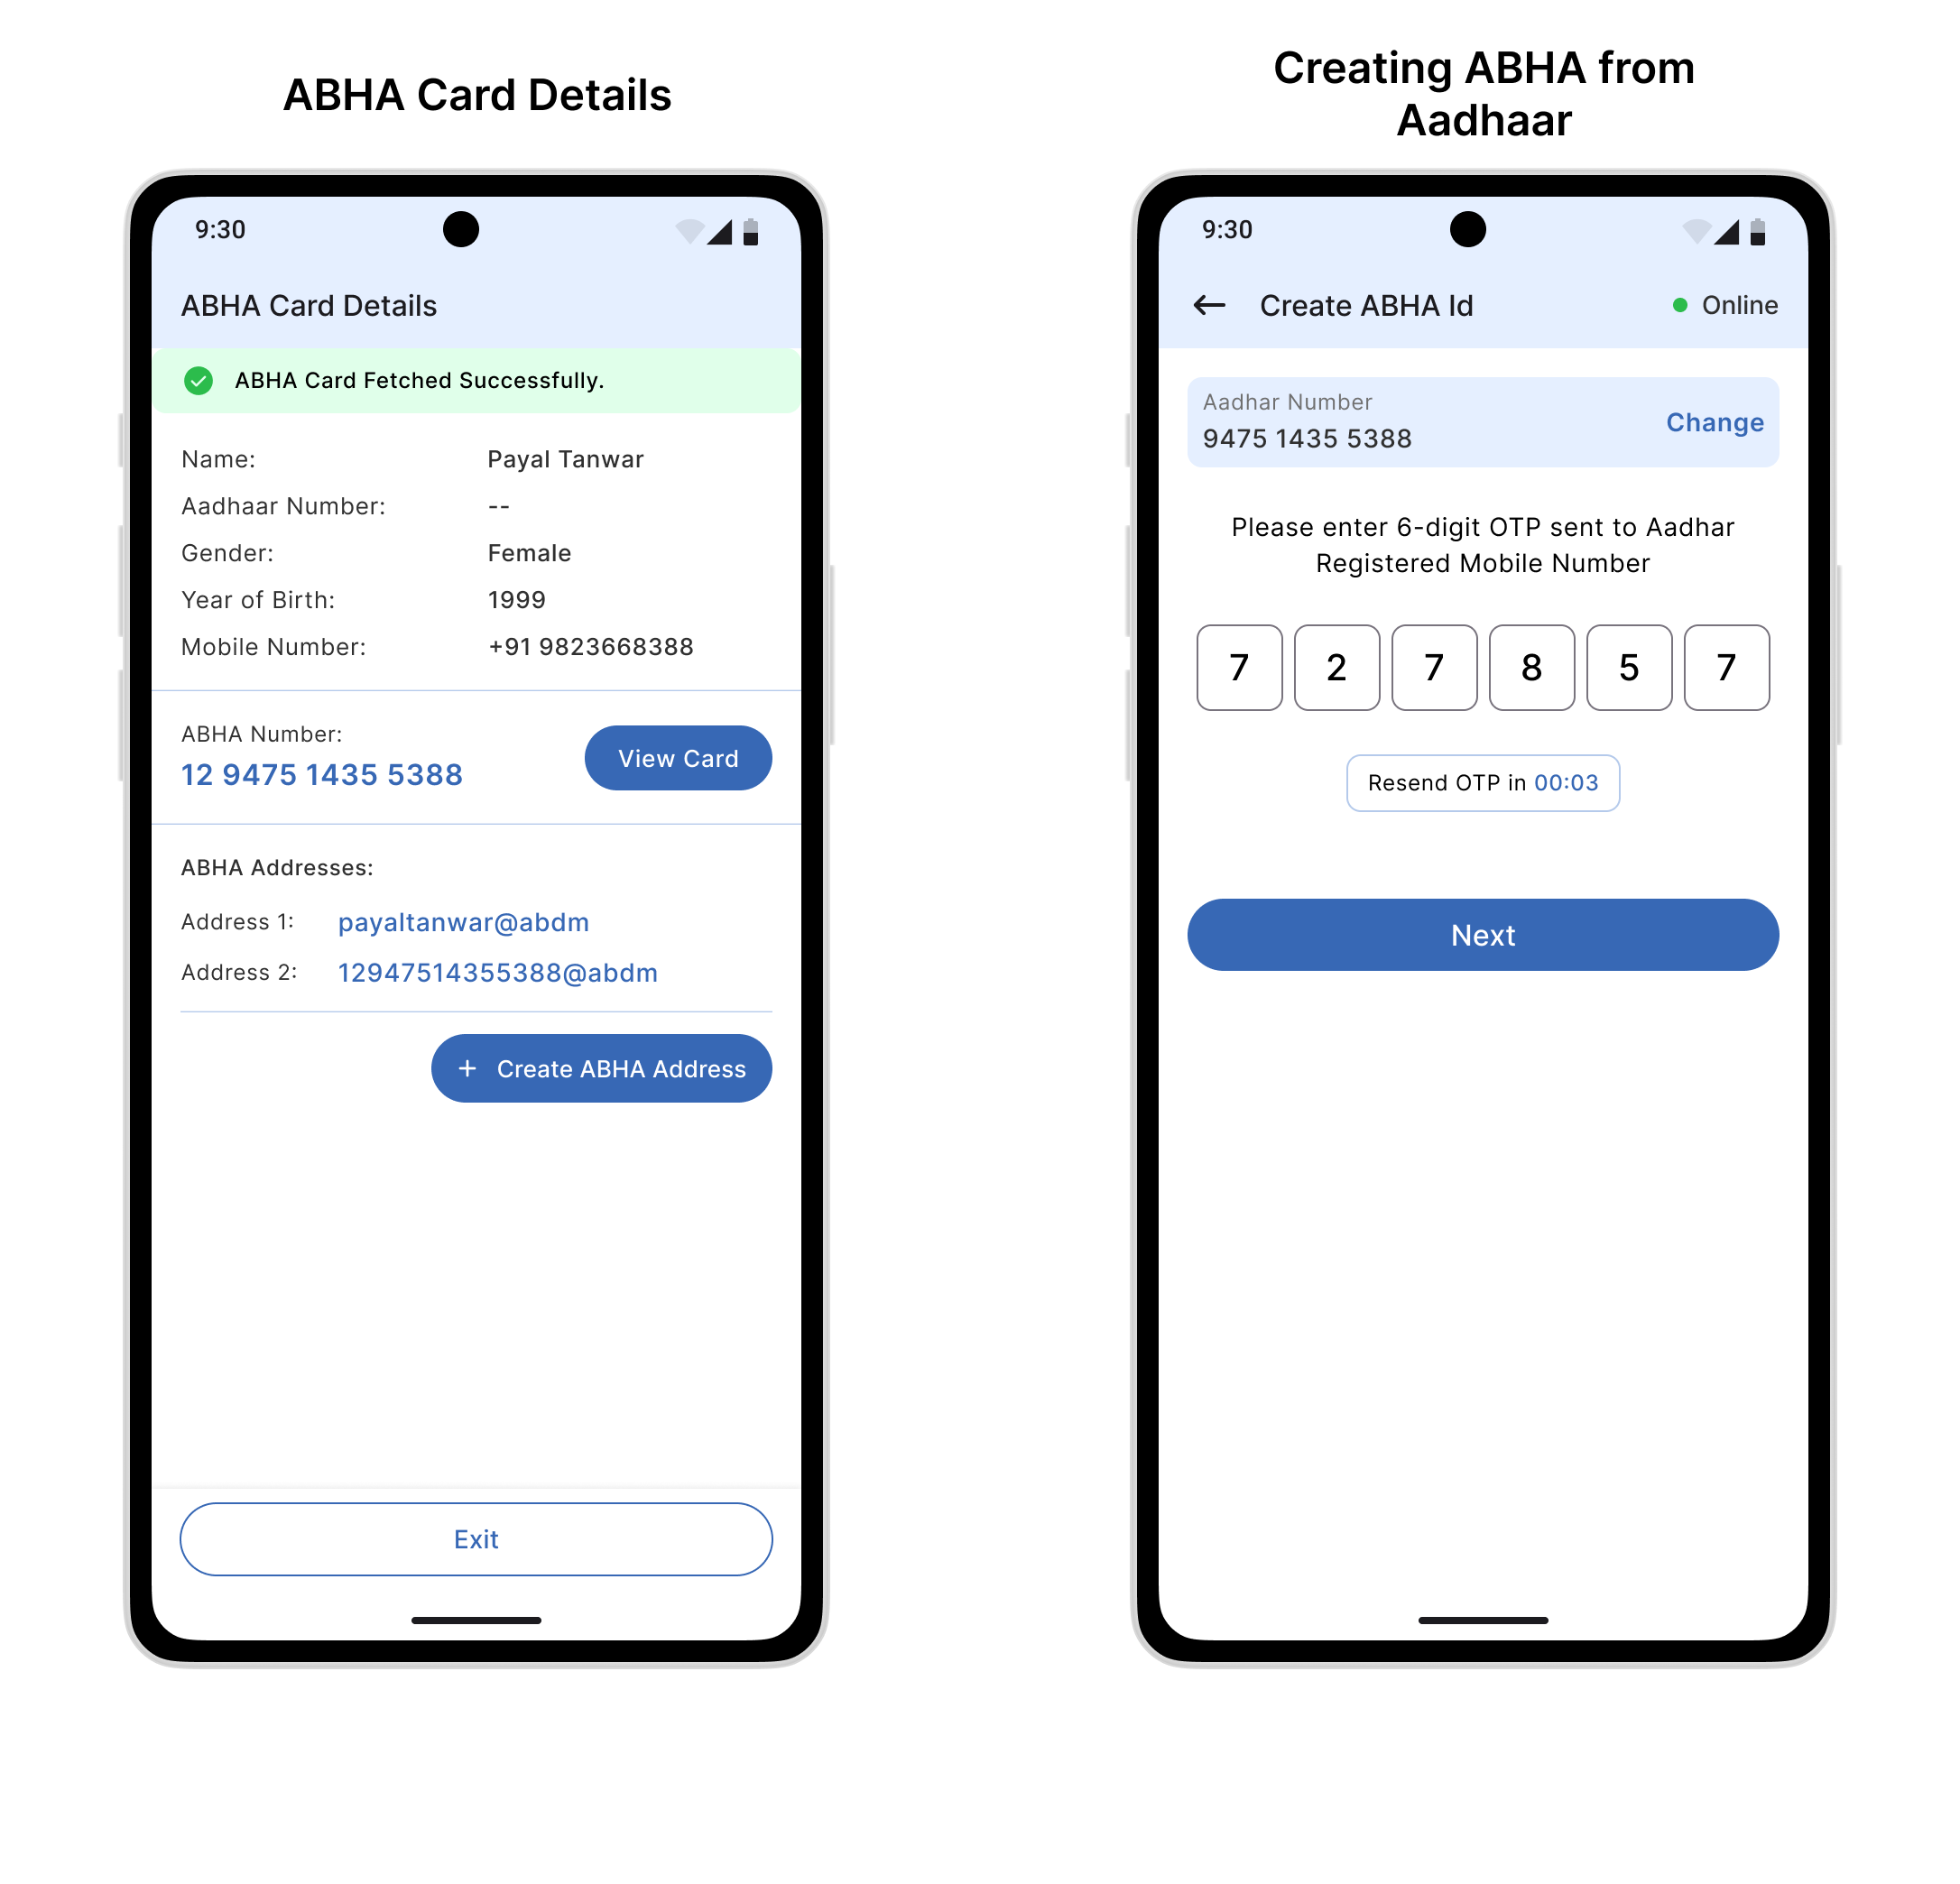 ABHA Card Details
9:30
ABHA Card Details
ABHA Card Fetched Successfully.
Name: Payal Tanwar
Aadhaar Number: --
Gender: Female
Year of Birth: 1999
Mobile Number: +91 9823668388
ABHA Number:
12 9475 1435 5388
View Card
ABHA Addresses:
Address 1: payaltanwar@abdm
Address 2: 12947514355388@abdm
+ Create ABHA Address
Exit
Creating ABHA from
Aadhaar
9:30
Create ABHA Id
Online
Aadhar Number
9475 1435 5388
Change
Please enter 6-digit OTP sent to Aadhar
Registered Mobile Number
7 2 7 8 5 7
Resend OTP in 00:03
Next